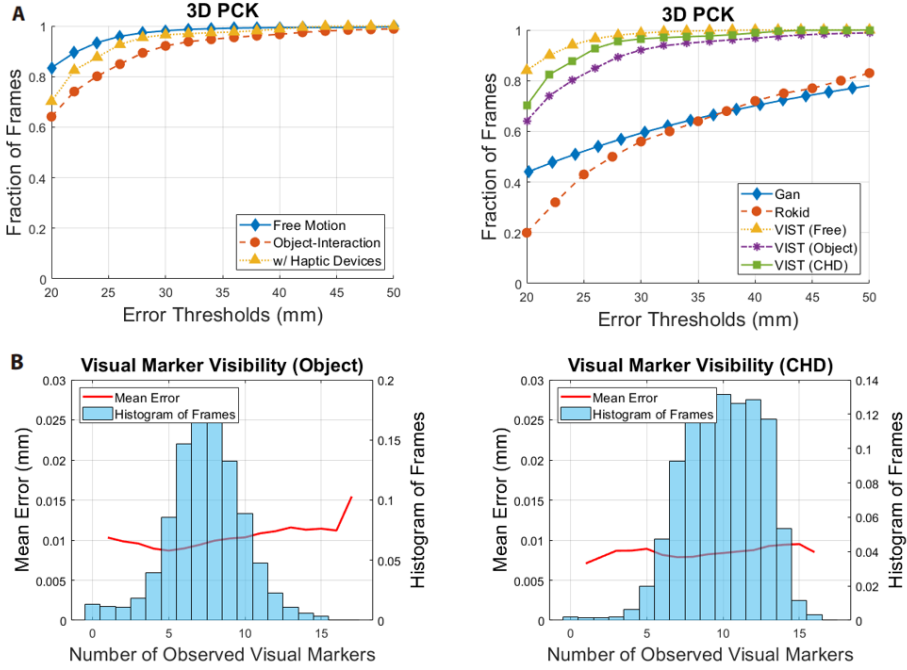 A
3D PCK
1
0.8
0.6
0.4
0.2
0
20 25 30 35 40 45 50
Fraction of Frames
Error Thresholds (mm)
Free Motion
Object-Interaction
w/ Haptic Devices
3D PCK
1
0.8
0.6
0.4
0.2
0
20 25 30 35 40 45 50
Fraction of Frames
Error Thresholds (mm)
Gan
Rokid
VIST (Free)
VIST (Object)
VIST (CHD)
B
Visual Marker Visibility (Object)
0.03
0.025
0.02
0.015
0.01
0.005
0
Mean Error (mm)
Mean Error
Histogram of Frames
0.2
0.15
0.1
0.05
0
Histogram of Frames
0 5 10 15
Number of Observed Visual Markers
Visual Marker Visibility (CHD)
0.03
0.025
0.02
0.015
0.01
0.005
0
Mean Error (mm)
Mean Error
Histogram of Frames
0.14
0.12
0.1
0.08
0.06
0.04
0.02
0
Histogram of Frames
0 5 10 15
Number of Observed Visual Markers